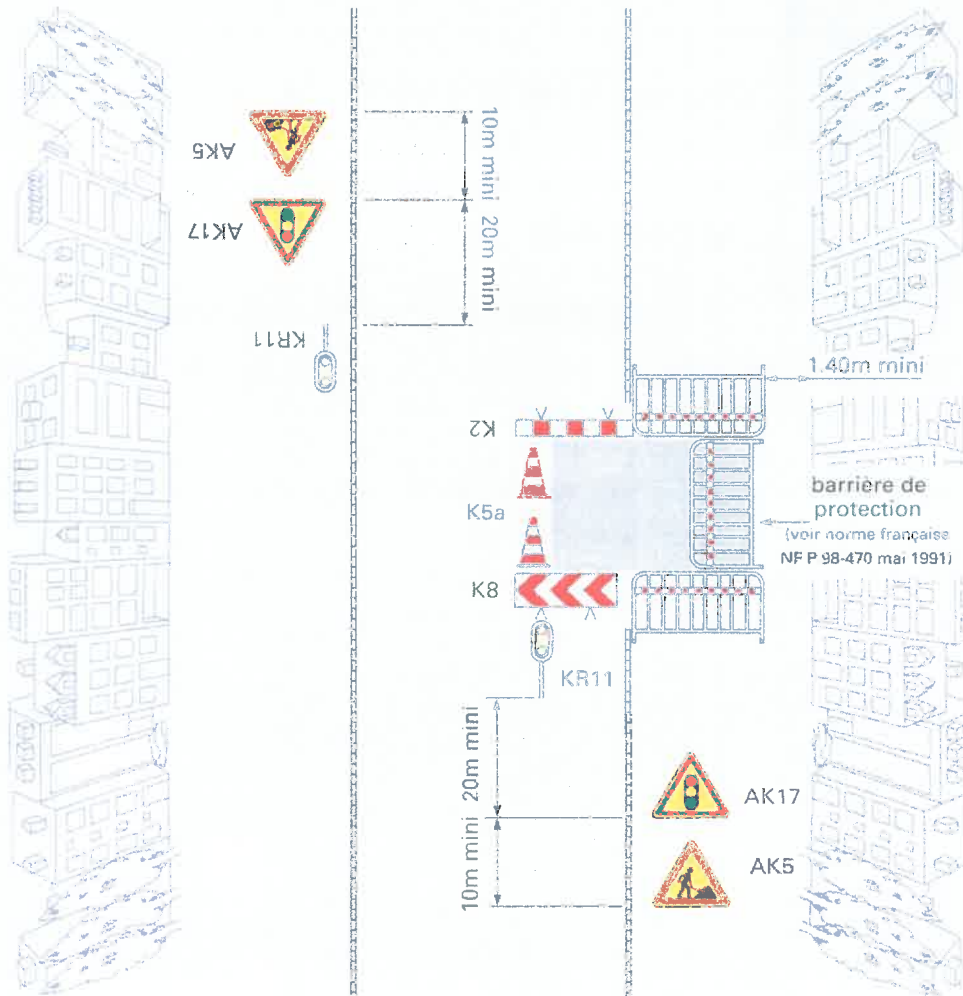 AK5
10m mini
AK17
20m mini
KR11
1.40m mini
K2
barrière de
protection
(voir norme française
NF P 98-470 mai 1991)
K5a
K8
KR11
20m mini
AK17
10m mini
AK5